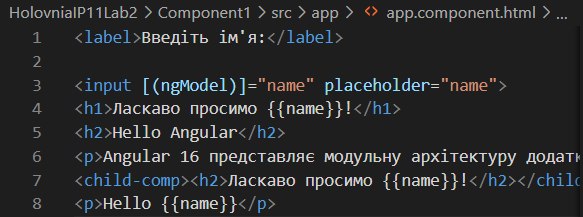 HolovniaIP11Lab2 > Component1 > src > app > <> app.component.html > ...
1 <label>Введіть ім'я:</label>
2
3 <input [(ngModel)]="name" placeholder="name">
4 <h1>Ласкаво просимо {{name}}!</h1>
5 <h2>Hello Angular</h2>
6 <p>Angular 16 представляє модульну архітектуру
7 <child-comp><h2>Ласкаво просимо {{name}}!</h2></child
8 <p>Hello {{name}}</p>